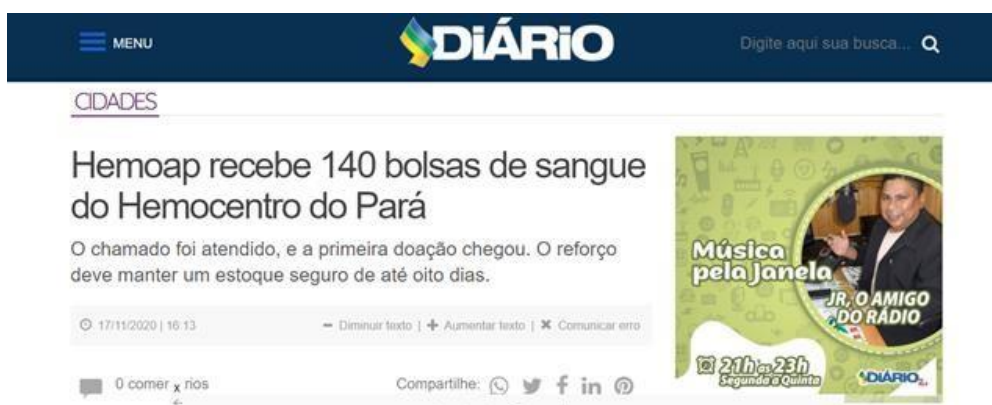 MENU
DiÁRiO
Digite aqui sua busca...
CIDADES
Hemoap recebe 140 bolsas de sangue
do Hemocentro do Pará
O chamado foi atendido, e a primeira doação chegou. O reforço
deve manter um estoque seguro de até oito dias.
17/11/2020 | 16:13
Diminuir texto | + Aumentar texto | × Comunicar erro
0 comer x rios
Compartilhe:
Música
pela Janela
JR, O AMIGO
DO RÁDIO
21h às 23h
Segunda a Quinta
DIÁRIO